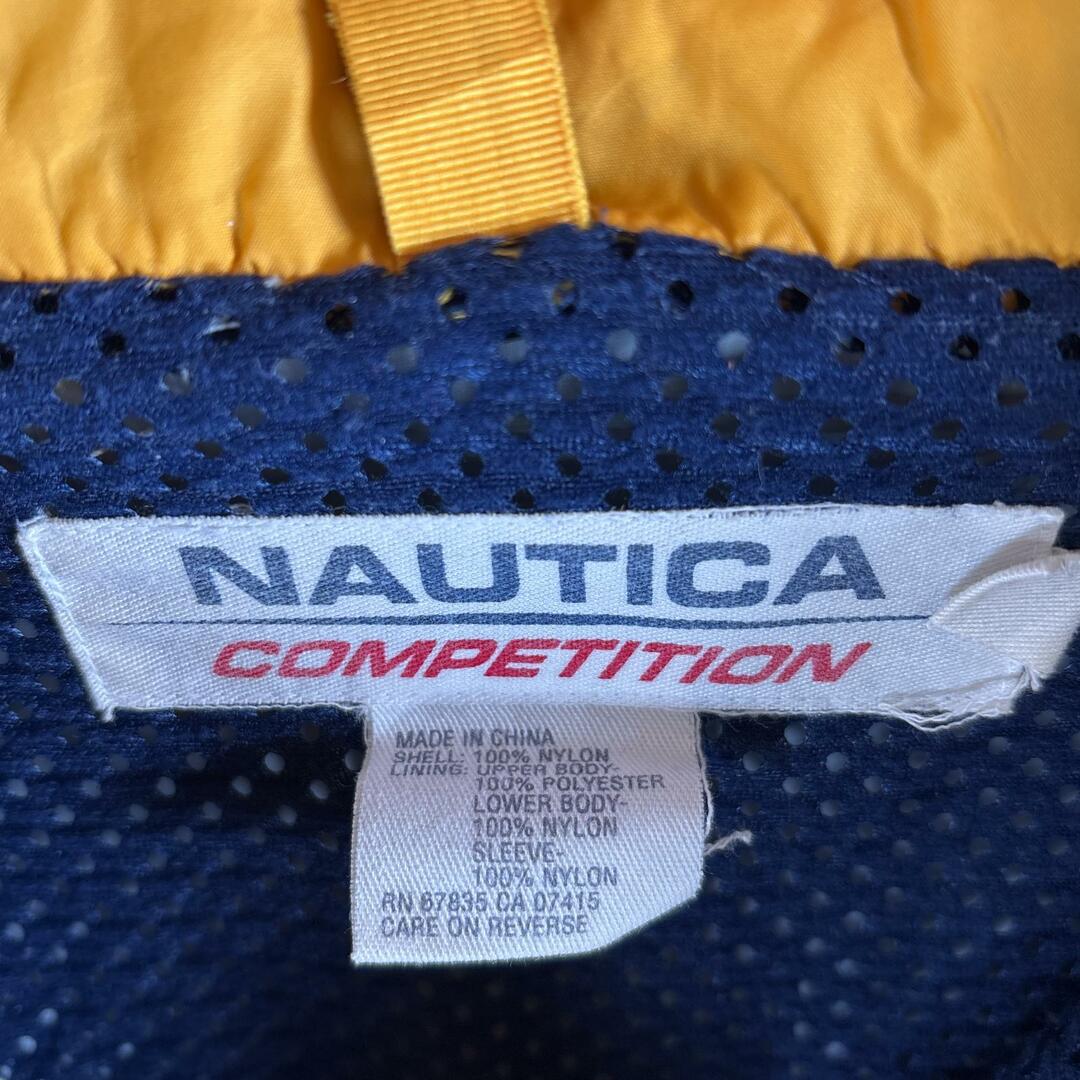 NAUTICA
COMPETITION
MADE IN CHINA
SHELL: 100% NYLON
LINING: UPPER BODY-
100% POLYESTER
LOWER BODY-
100% NYLON
SLEEVE-
100% NYLON
RN 67835 CA 07415
CARE ON REVERSE